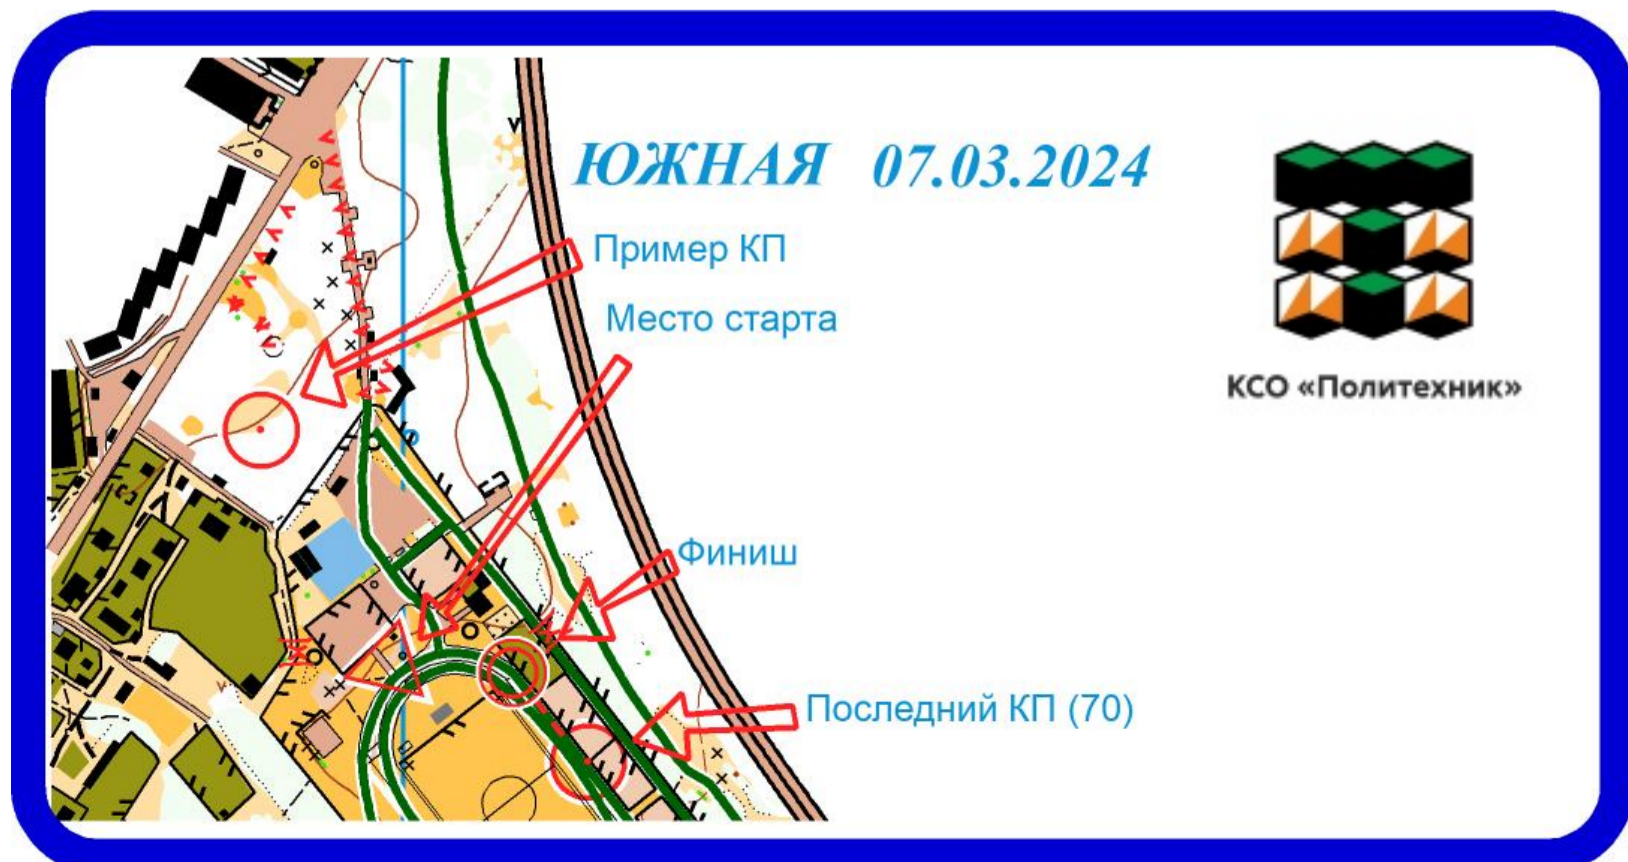 ЮЖНАЯ 07.03.2024
Пример КП
Место старта
КСО «Политехник»
Финиш
Последний КП (70)